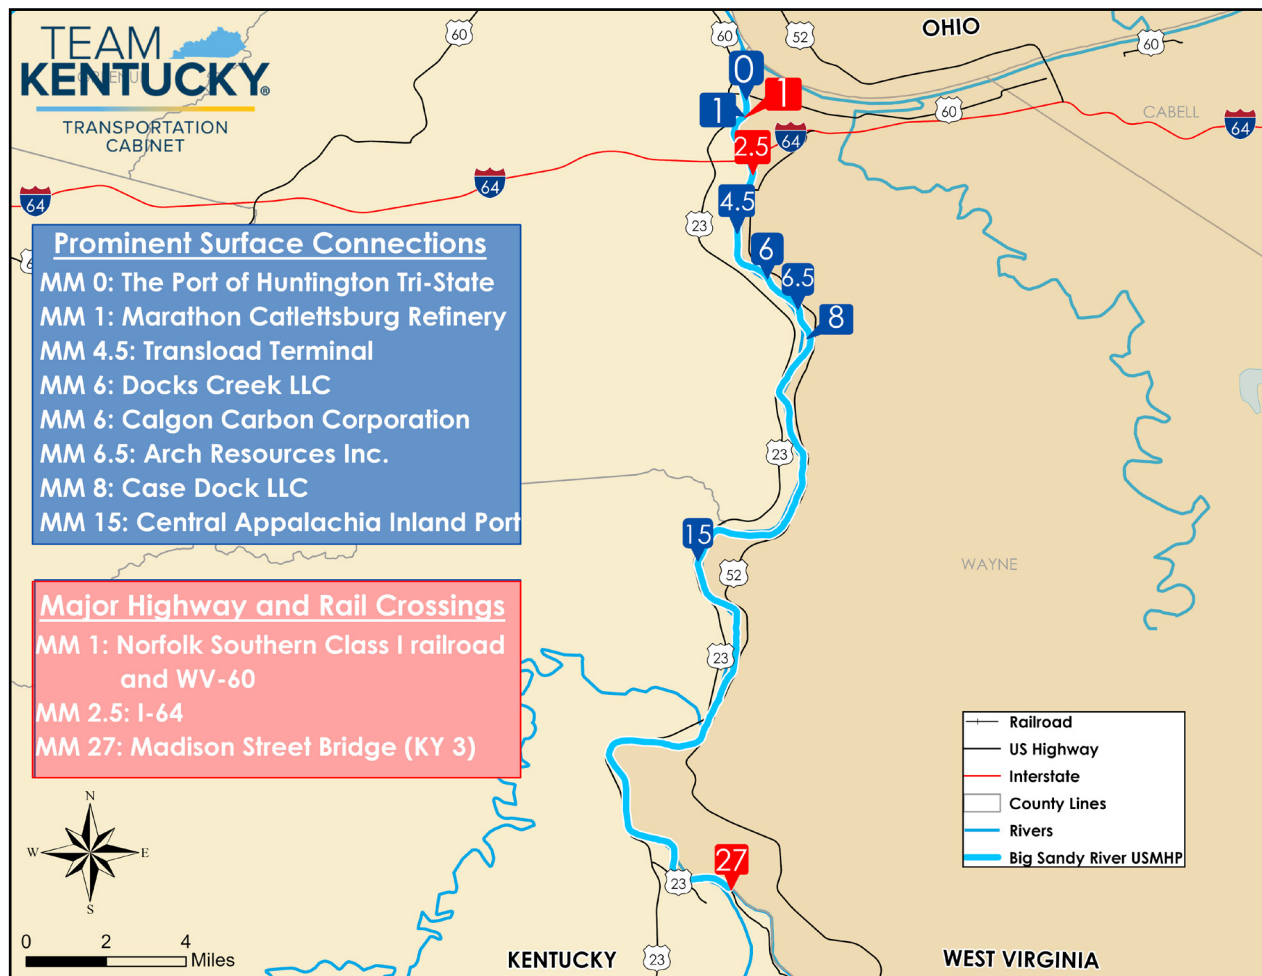 TEAM
KENTUCKY®
TRANSPORTATION
CABINET
60
60
52
OHIO
60
0
1
1
60
CABELL
64
64
2.5
64
64
4.5
23
Prominent Surface Connections
MM 0: The Port of Huntington Tri-State
MM 1: Marathon Catlettsburg Refinery
MM 4.5: Transload Terminal
MM 6: Docks Creek LLC
MM 6: Calgon Carbon Corporation
MM 6.5: Arch Resources Inc.
MM 8: Case Dock LLC
MM 15: Central Appalachia Inland Port
6
6.5
8
23
15
52
WAYNE
Major Highway and Rail Crossings
MM 1: Norfolk Southern Class I railroad
and WV-60
MM 2.5: I-64
MM 27: Madison Street Bridge (KY 3)
23
Railroad
US Highway
Interstate
County Lines
Rivers
Big Sandy River USMHP
N
W
E
S
27
23
0 2 4
Miles
KENTUCKY
23
WEST VIRGINIA